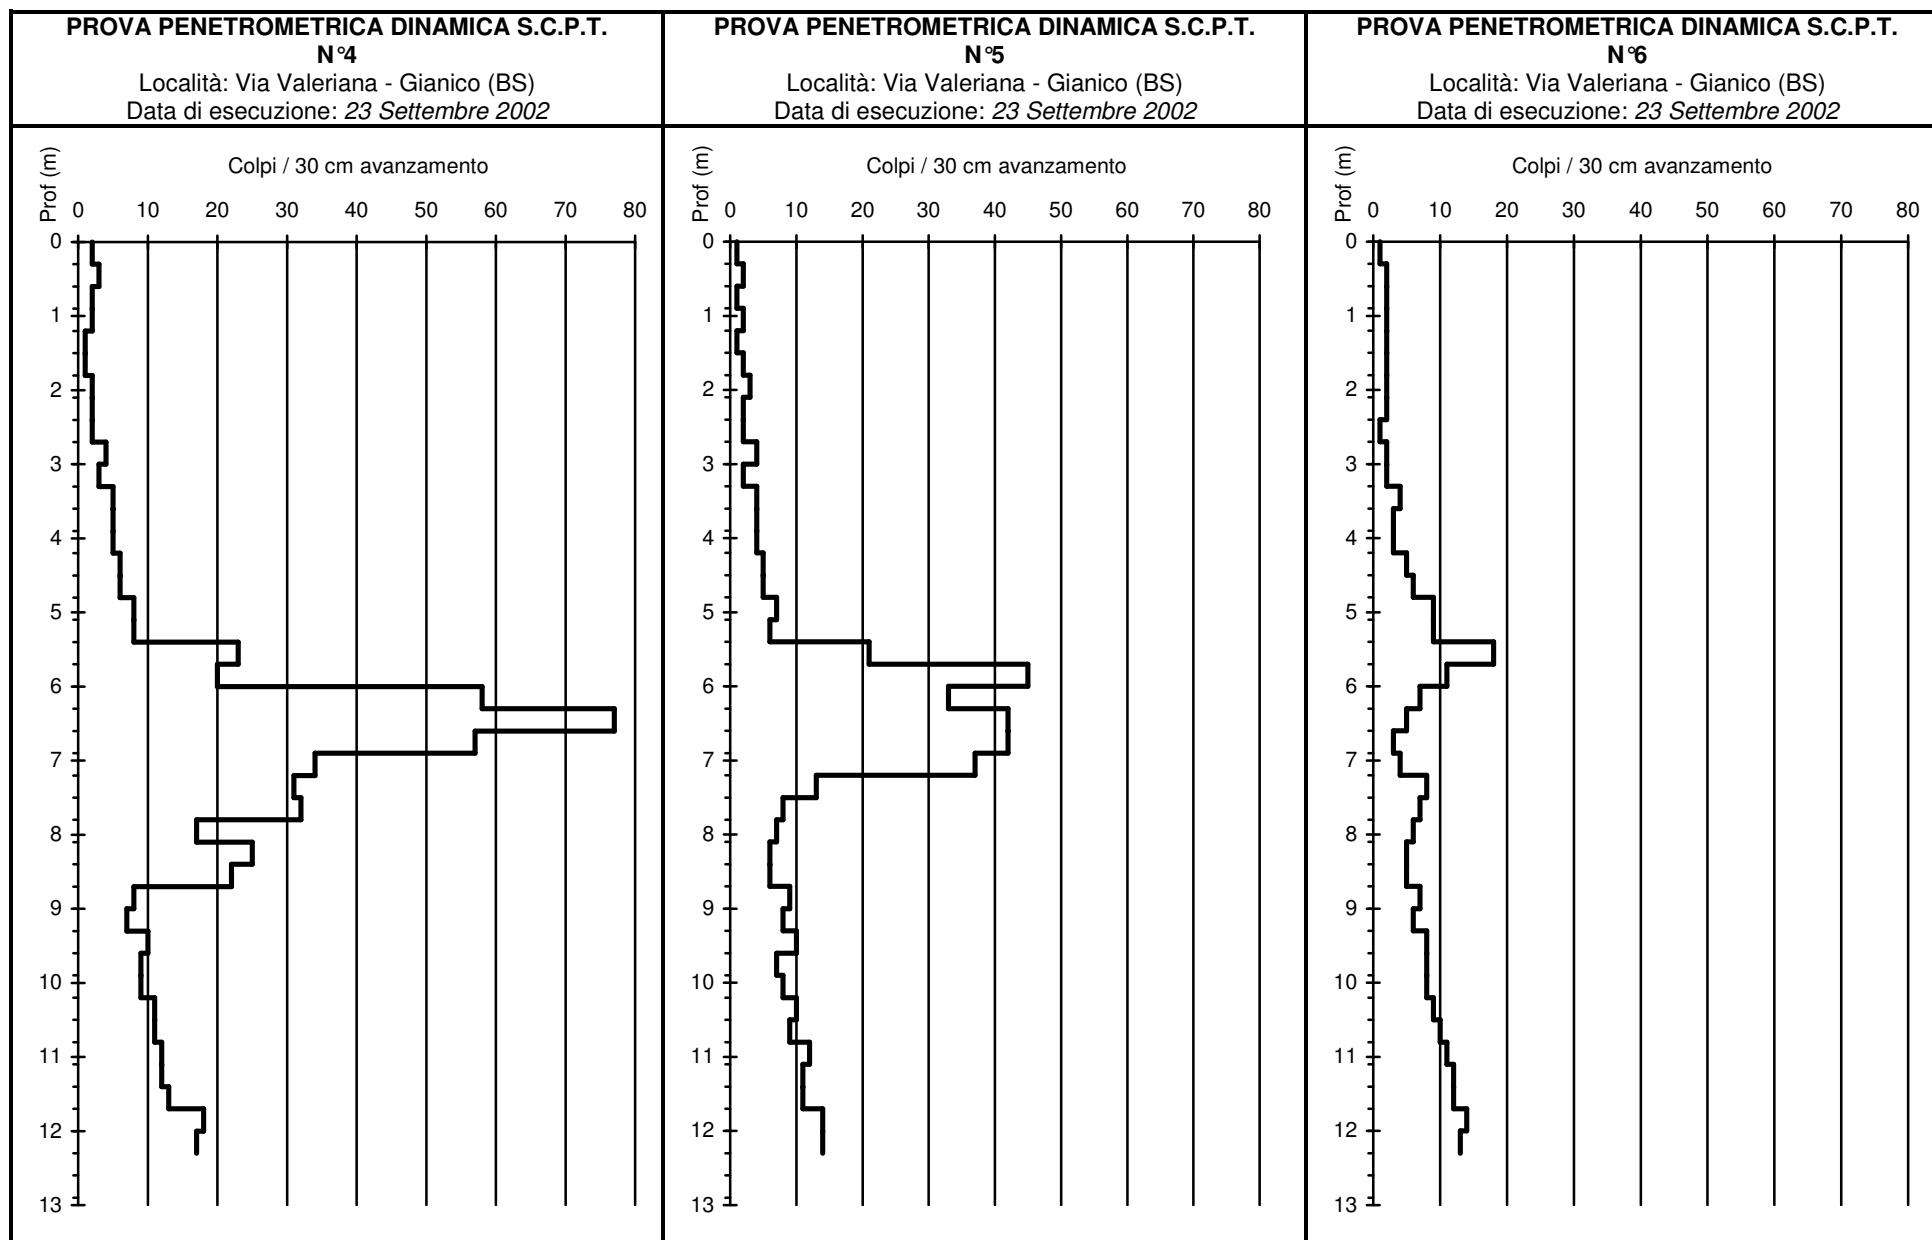 PROVA PENETROMETRICA DINAMICA S.C.P.T.
N°4
Località: Via Valeriana - Gianico (BS)
Data di esecuzione: 23 Settembre 2002
Prof (m)
Colpi / 30 cm avanzamento
0 10 20 30 40 50 60 70 80
0
1
2
3
4
5
6
7
8
9
10
11
12
13
PROVA PENETROMETRICA DINAMICA S.C.P.T.
N°5
Località: Via Valeriana - Gianico (BS)
Data di esecuzione: 23 Settembre 2002
Prof (m)
Colpi / 30 cm avanzamento
0 10 20 30 40 50 60 70 80
0
1
2
3
4
5
6
7
8
9
10
11
12
13
PROVA PENETROMETRICA DINAMICA S.C.P.T.
N°6
Località: Via Valeriana - Gianico (BS)
Data di esecuzione: 23 Settembre 2002
Prof (m)
Colpi / 30 cm avanzamento
0 10 20 30 40 50 60 70 80
0
1
2
3
4
5
6
7
8
9
10
11
12
13